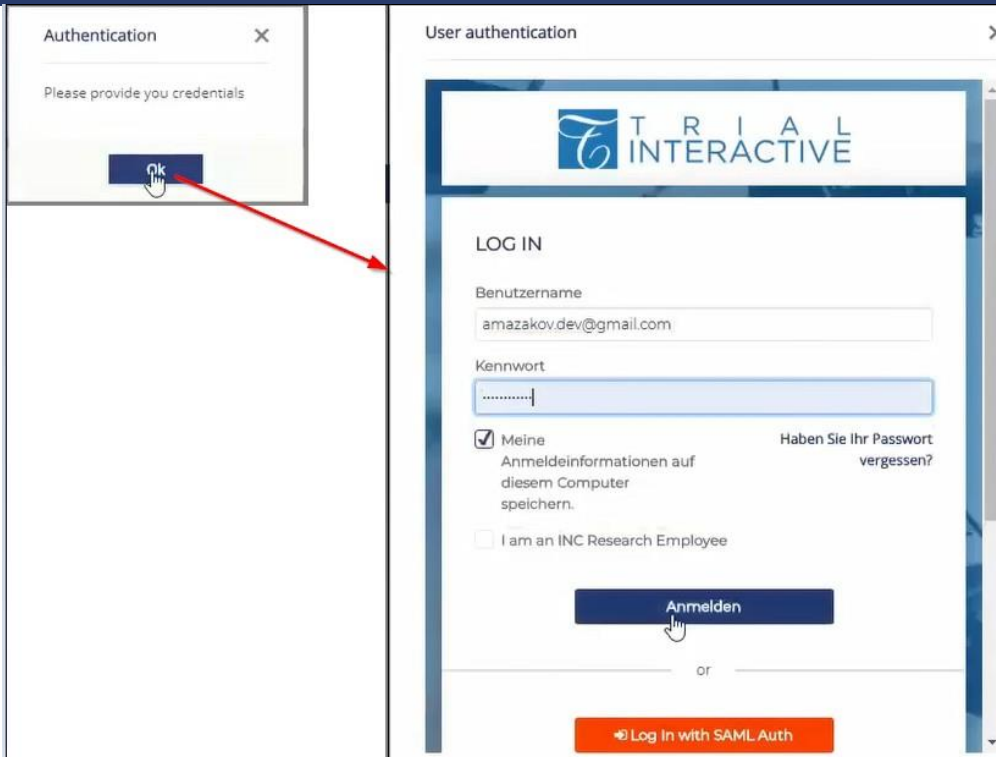 Authentication
Please provide you credentials
Ok
User authentication
TRIAL
INTERACTIVE
LOG IN
Benutzername
amazakov.dev@gmail.com
Kennwort
Meine
Anmeldeinformationen auf
diesem Computer
speichern.
Haben Sie Ihr Passwort
vergessen?
I am an INC Research Employee
Anmelden
or
Log In with SAML Auth